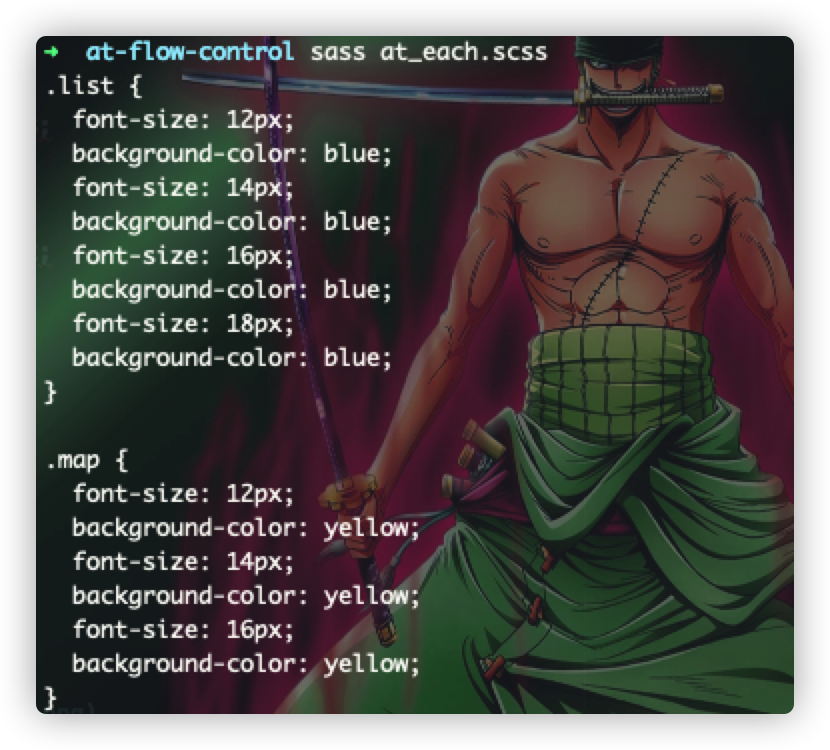 ➜ at-flow-control sass at_each.scss
.list {
  font-size: 12px;
  background-color: blue;
  font-size: 14px;
  background-color: blue;
  font-size: 16px;
  background-color: blue;
  font-size: 18px;
  background-color: blue;
}

.map {
  font-size: 12px;
  background-color: yellow;
  font-size: 14px;
  background-color: yellow;
  font-size: 16px;
  background-color: yellow;
}